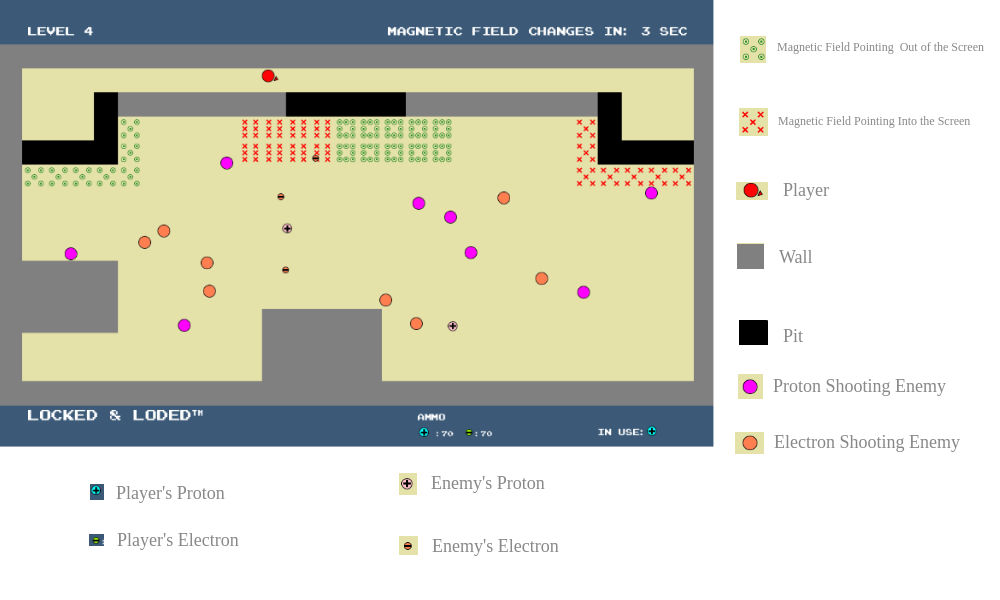 LEVEL 4
MAGNETIC FIELD CHANGES IN: 3 SEC
Magnetic Field Pointing  Out of the Screen
Magnetic Field Pointing Into the Screen
Player
Wall
Pit
Proton Shooting Enemy
Electron Shooting Enemy
LOCKED & LODED™
AMMO
:70 :70
IN USE:
Player's Proton
Enemy's Proton
Player's Electron
Enemy's Electron